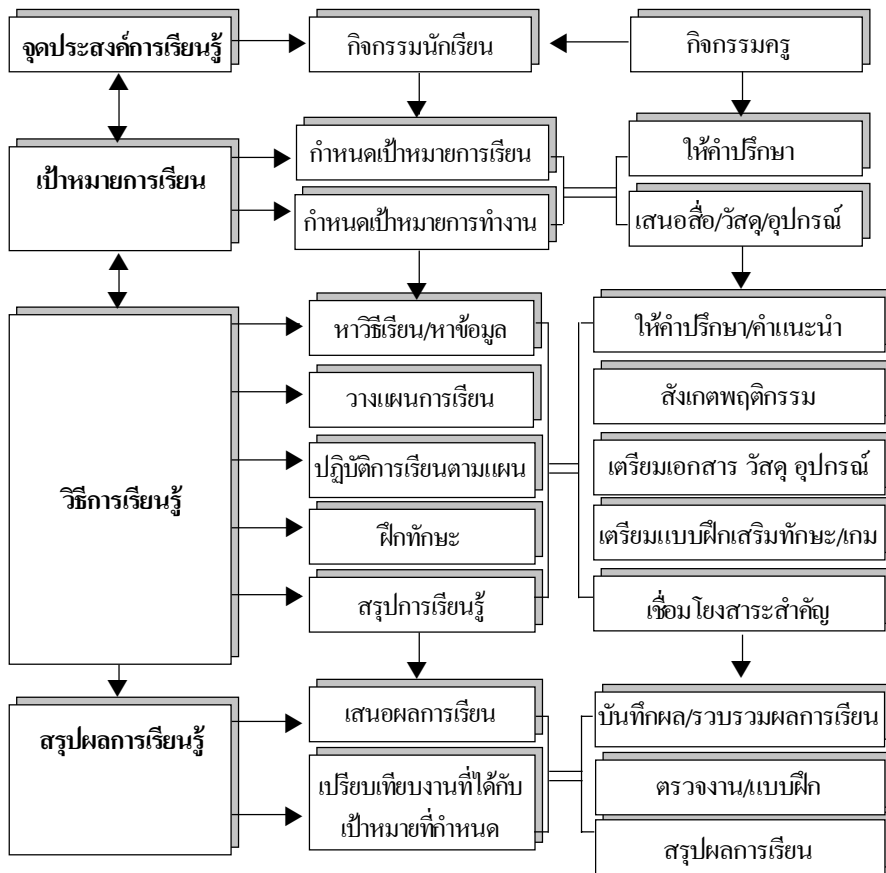 จุดประสงค์การเรียนรู้
กิจกรรมนักเรียน
กิจกรรมครู
เป้าหมายการเรียน
กำหนดเป้าหมายการเรียน
ให้คำปรึกษา
กำหนดเป้าหมายการทำงาน
เสนอสื่อ/วัสดุ/อุปกรณ์
วิธีการเรียนรู้
หาวิธีเรียน/หาข้อมูล
ให้คำปรึกษา/คำแนะนำ
วางแผนการเรียน
สังเกตพฤติกรรม
ปฏิบัติการเรียนตามแผน
เตรียมเอกสาร วัสดุ อุปกรณ์
ฝึกทักษะ
เตรียมแบบฝึกเสริมทักษะ/เกม
สรุปการเรียนรู้
เชื่อมโยงสาระสำคัญ
สรุปผลการเรียนรู้
เสนอผลการเรียน
บันทึกผล/รวบรวมผลการเรียน
เปรียบเทียบงานที่ได้กับ
เป้าหมายที่กำหนด
ตรวจงาน/แบบฝึก
สรุปผลการเรียน